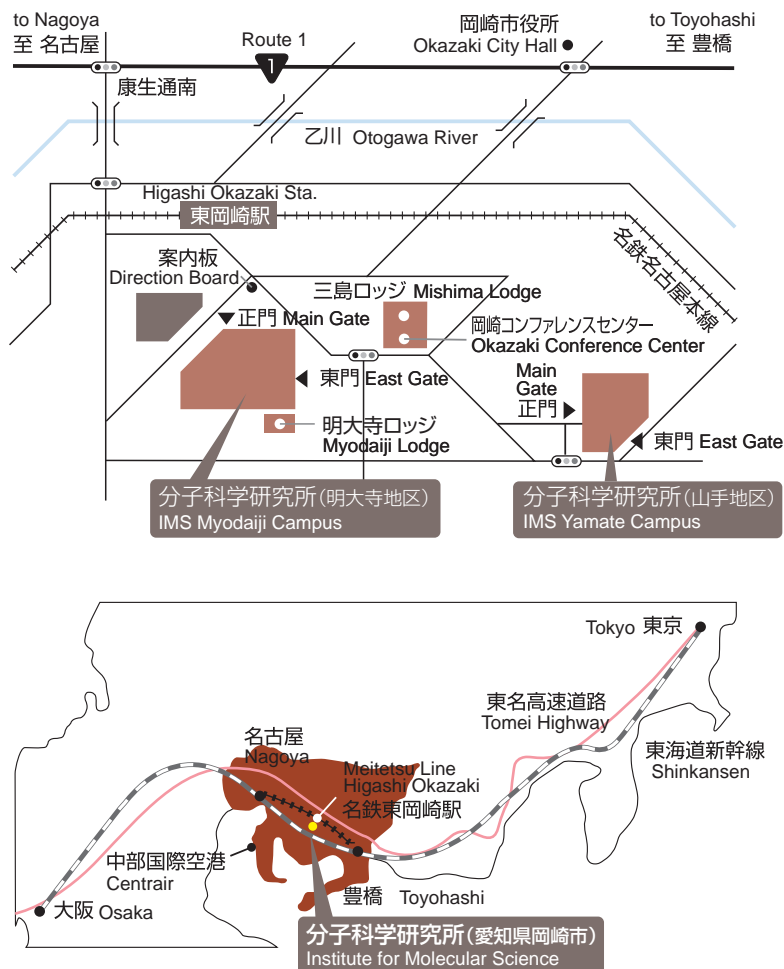 to Nagoya
至 名古屋
Route 1
1
岡崎市役所
Okazaki City Hall
to Toyohashi
至 豊橋
康生通南
乙川 Otogawa River
Higashi Okazaki Sta.
東岡崎駅
名鉄名古屋本線
案内板
Direction Board
三島ロッジ Mishima Lodge
正門 Main Gate
岡崎コンファレンスセンター
Okazaki Conference Center
東門 East Gate
Main
Gate
正門
明大寺ロッジ
Myodaiji Lodge
東門 East Gate
分子科学研究所(明大寺地区)
IMS Myodaiji Campus
分子科学研究所(山手地区)
IMS Yamate Campus
Tokyo 東京
東名高速道路
Tomei Highway
名古屋
Nagoya
東海道新幹線
Shinkansen
Meitetsu Line
Higashi Okazaki
名鉄東岡崎駅
中部国際空港
Centrair
豊橋
Toyohashi
大阪 Osaka
分子科学研究所(愛知県岡崎市)
Institute for Molecular Science